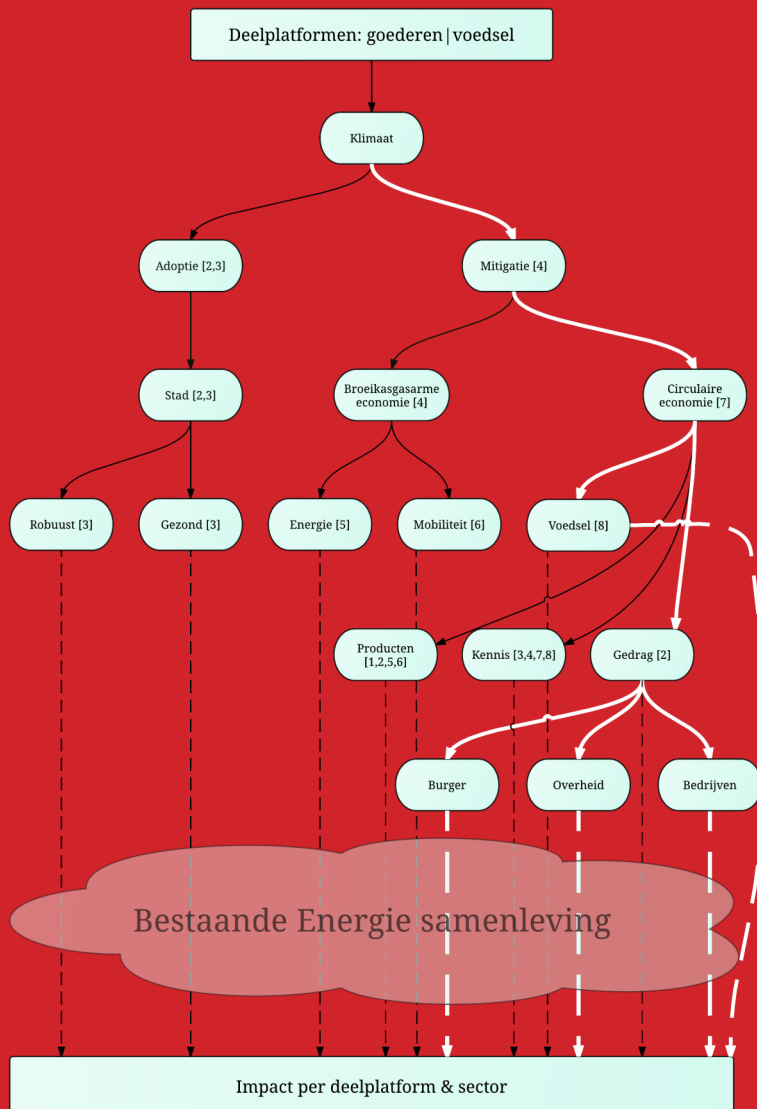 Deelplatformen: goederen|voedsel
Klimaat
Adoptie [2,3]
Mitigatie [4]
Stad [2,3]
Broeikasgasarme
economie [4]
Circulaire
economie [7]
Robuust [3]
Gezond [3]
Energie [5]
Mobiliteit [6]
Voedsel [8]
Producten
[1,2,5,6]
Kennis [3,4,7,8]
Gedrag [2]
Burger
Overheid
Bedrijven
Bestaande Energie samenleving
Impact per deelplatform & sector